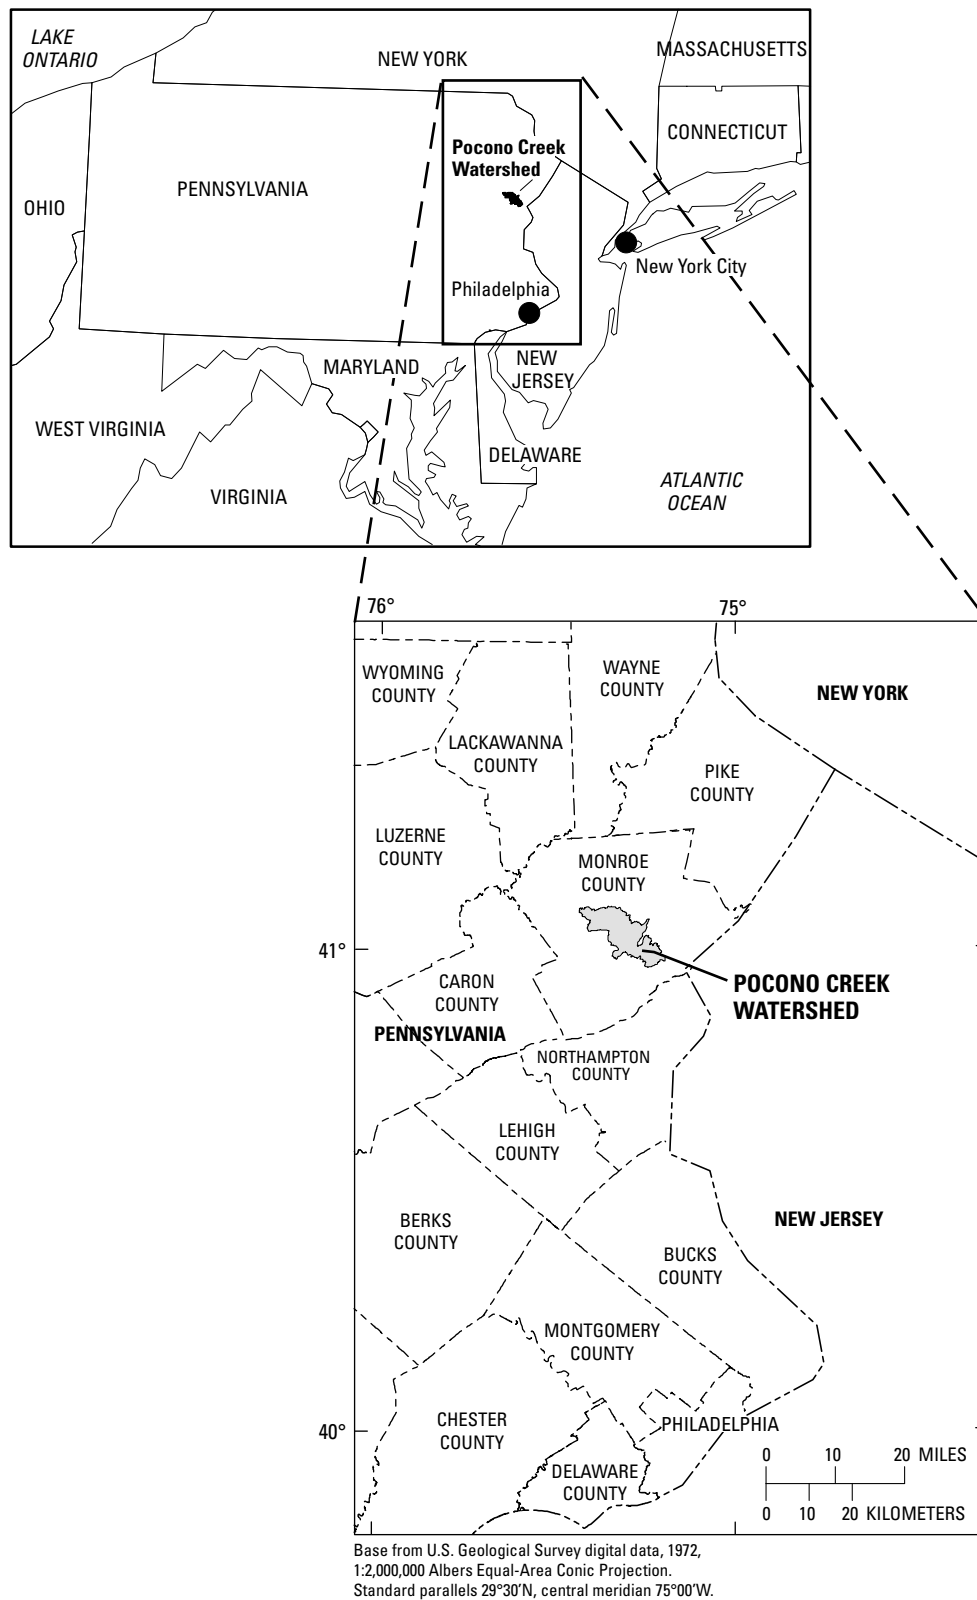 LAKE
ONTARIO
NEW YORK
MASSACHUSETTS
CONNECTICUT
Pocono Creek
Watershed
PENNSYLVANIA
OHIO
New York City
Philadelphia
MARYLAND
NEW
JERSEY
WEST VIRGINIA
DELAWARE
VIRGINIA
ATLANTIC
OCEAN
76°
75°
WYOMING
COUNTY
WAYNE
COUNTY
NEW YORK
LACKAWANNA
COUNTY
PIKE
COUNTY
LUZERNE
COUNTY
MONROE
COUNTY
41°
CARON
COUNTY
POCONO CREEK
WATERSHED
PENNSYLVANIA
NORTHAMPTON
COUNTY
LEHIGH
COUNTY
BERKS
COUNTY
NEW JERSEY
BUCKS
COUNTY
MONTGOMERY
COUNTY
40°
CHESTER
COUNTY
PHILADELPHIA
DELAWARE
COUNTY
0 10 20 MILES
0 10 20 KILOMETERS
Base from U.S. Geological Survey digital data, 1972,
1:2,000,000 Albers Equal-Area Conic Projection.
Standard parallels 29°30'N, central meridian 75°00'W.